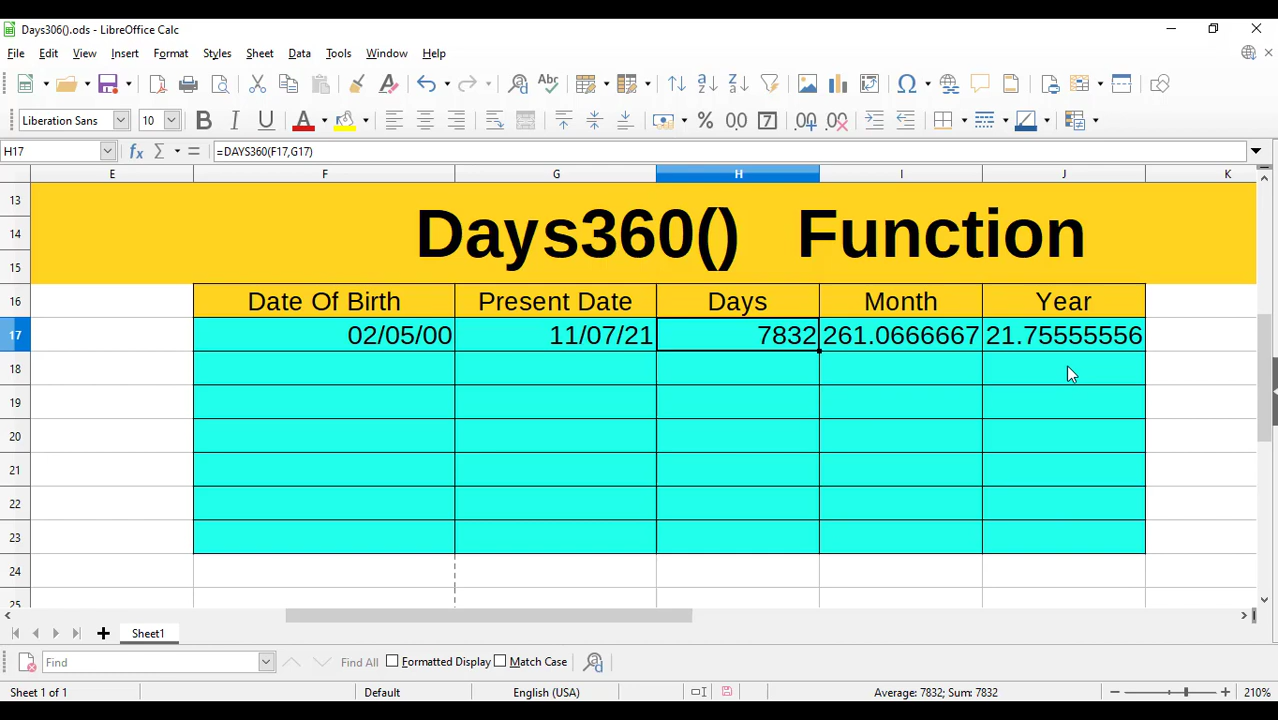 Days306().ods - LibreOffice Calc
File Edit View Insert Format Styles Sheet Data Tools Window Help
Liberation Sans 10
H17 =DAYS360(F17,G17)
E F G H I J K
13
14 Days360() Function
15
16 Date Of Birth Present Date Days Month Year
17 02/05/00 11/07/21 7832 261.0666667 21.75555556
18
19
20
21
22
23
24
25
Sheet1
Find Find All Formatted Display Match Case
Sheet 1 of 1 Default English (USA) Average: 7832; Sum: 7832 210%